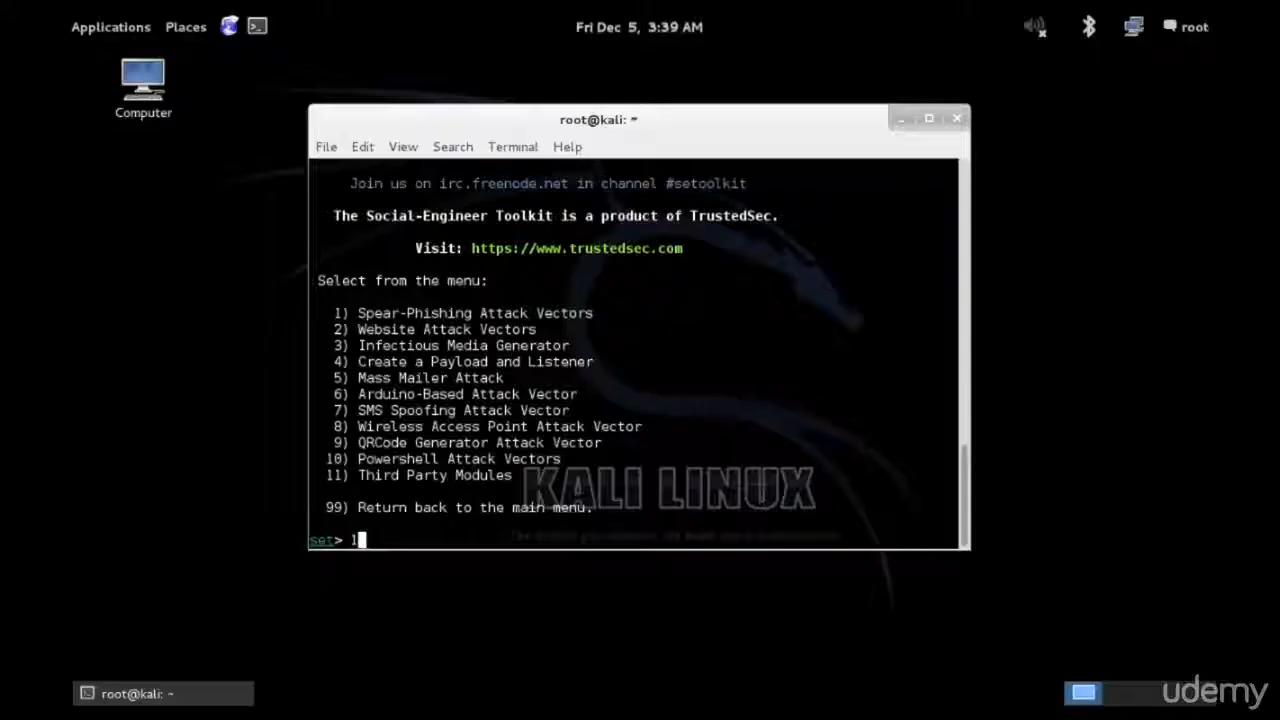 Applications Places Fri Dec 5, 3:39 AM root
Computer
root@kali: ~
File Edit View Search Terminal Help
Join us on irc.freenode.net in channel #setoolkit
The Social-Engineer Toolkit is a product of TrustedSec.
Visit: https://www.trustedsec.com
Select from the menu:
1) Spear-Phishing Attack Vectors
2) Website Attack Vectors
3) Infectious Media Generator
4) Create a Payload and Listener
5) Mass Mailer Attack
6) Arduino-Based Attack Vector
7) SMS Spoofing Attack Vector
8) Wireless Access Point Attack Vector
9) QRCode Generator Attack Vector
10) Powershell Attack Vectors
11) Third Party Modules
KALI LINUX
99) Return back to the main menu.
set> 1
root@kali: ~
udemy